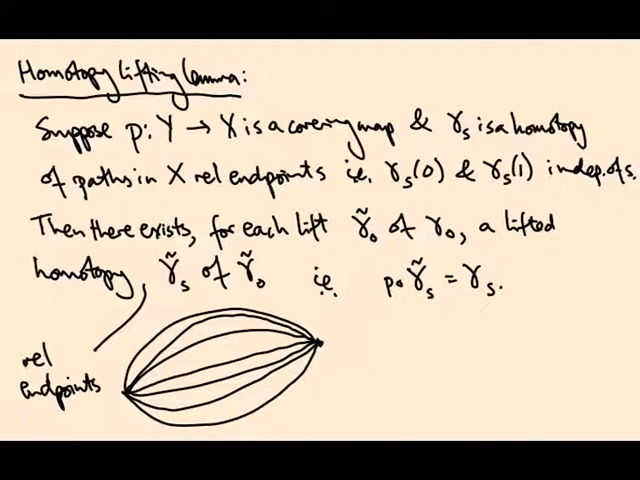 Homotopy lifting lemma:
Suppose p: Y → X is a covering map & γₛ is a homotopy
of paths in X rel endpoints i.e. γₛ(0) & γₛ(1) indep. of s.
Then there exists, for each lift γ̃₀ of γ₀, a lifted
homotopy, γ̃ₛ of γ̃₀ i.e. p∘γ̃ₛ = γₛ.
rel
endpoints